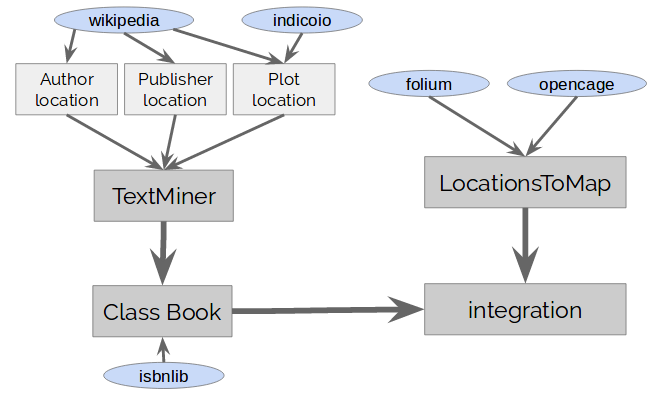 wikipedia
indicoio
Author
location
Publisher
location
Plot
location
folium
opencage
TextMiner
LocationsToMap
Class Book
integration
isbnlib